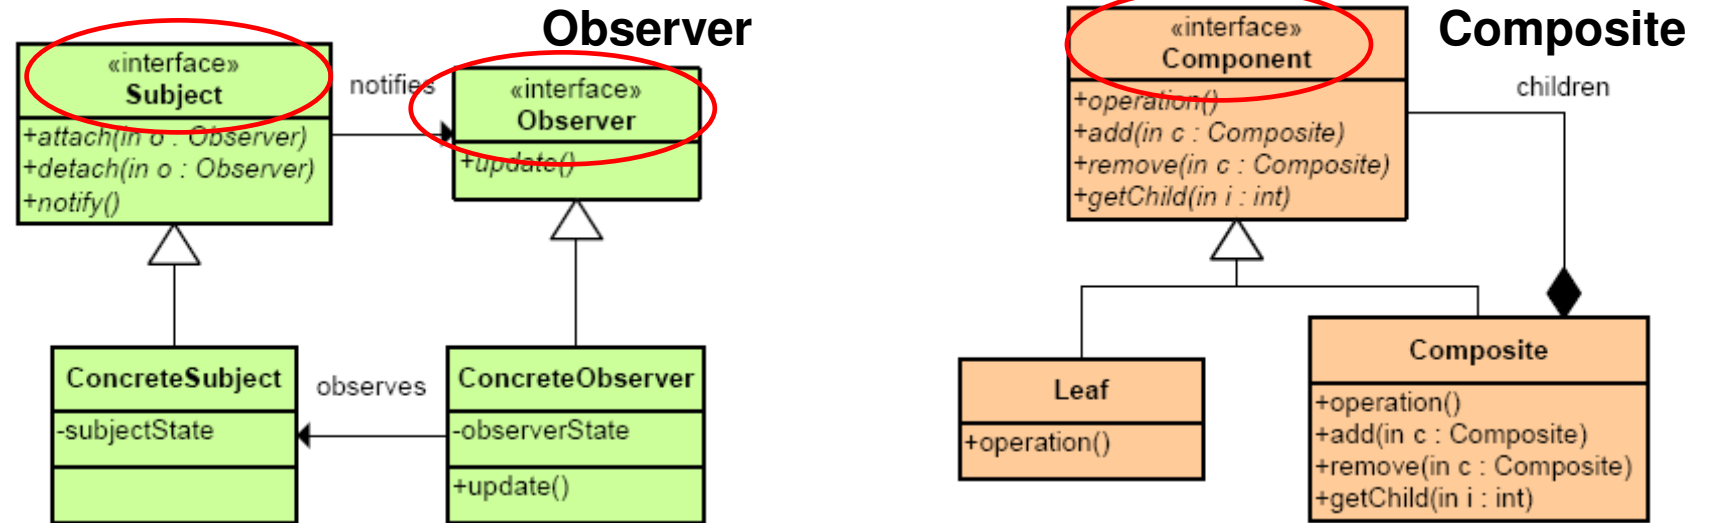 Observer
«interface»
Subject
+attach(in o : Observer)
+detach(in o : Observer)
+notify()
notifies
«interface»
Observer
+update()
ConcreteSubject
-subjectState
observes
ConcreteObserver
-observerState
+update()
Composite
«interface»
Component
+operation()
+add(in c : Composite)
+remove(in c : Composite)
+getChild(in i : int)
children
Leaf
+operation()
Composite
+operation()
+add(in c : Composite)
+remove(in c : Composite)
+getChild(in i : int)